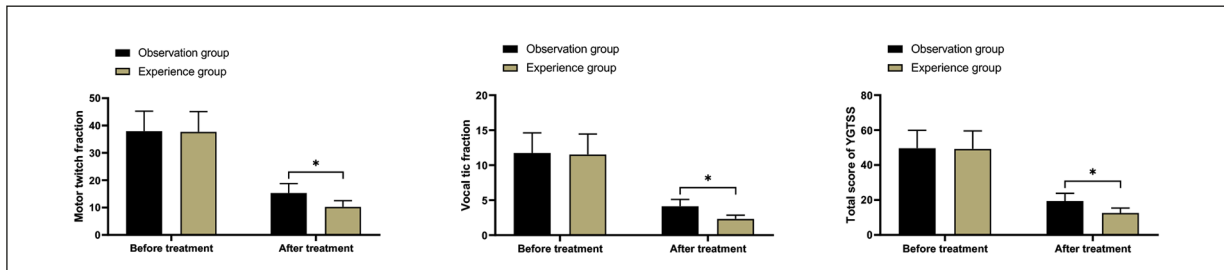 Observation group
Experience group
Motor twitch fraction
50
40
30
20
10
0
*
Before treatment
After treatment
Observation group
Experience group
Vocal tic fraction
20
15
10
5
0
*
Before treatment
After treatment
Observation group
Experience group
Total score of YGTSS
80
60
40
20
0
*
Before treatment
After treatment